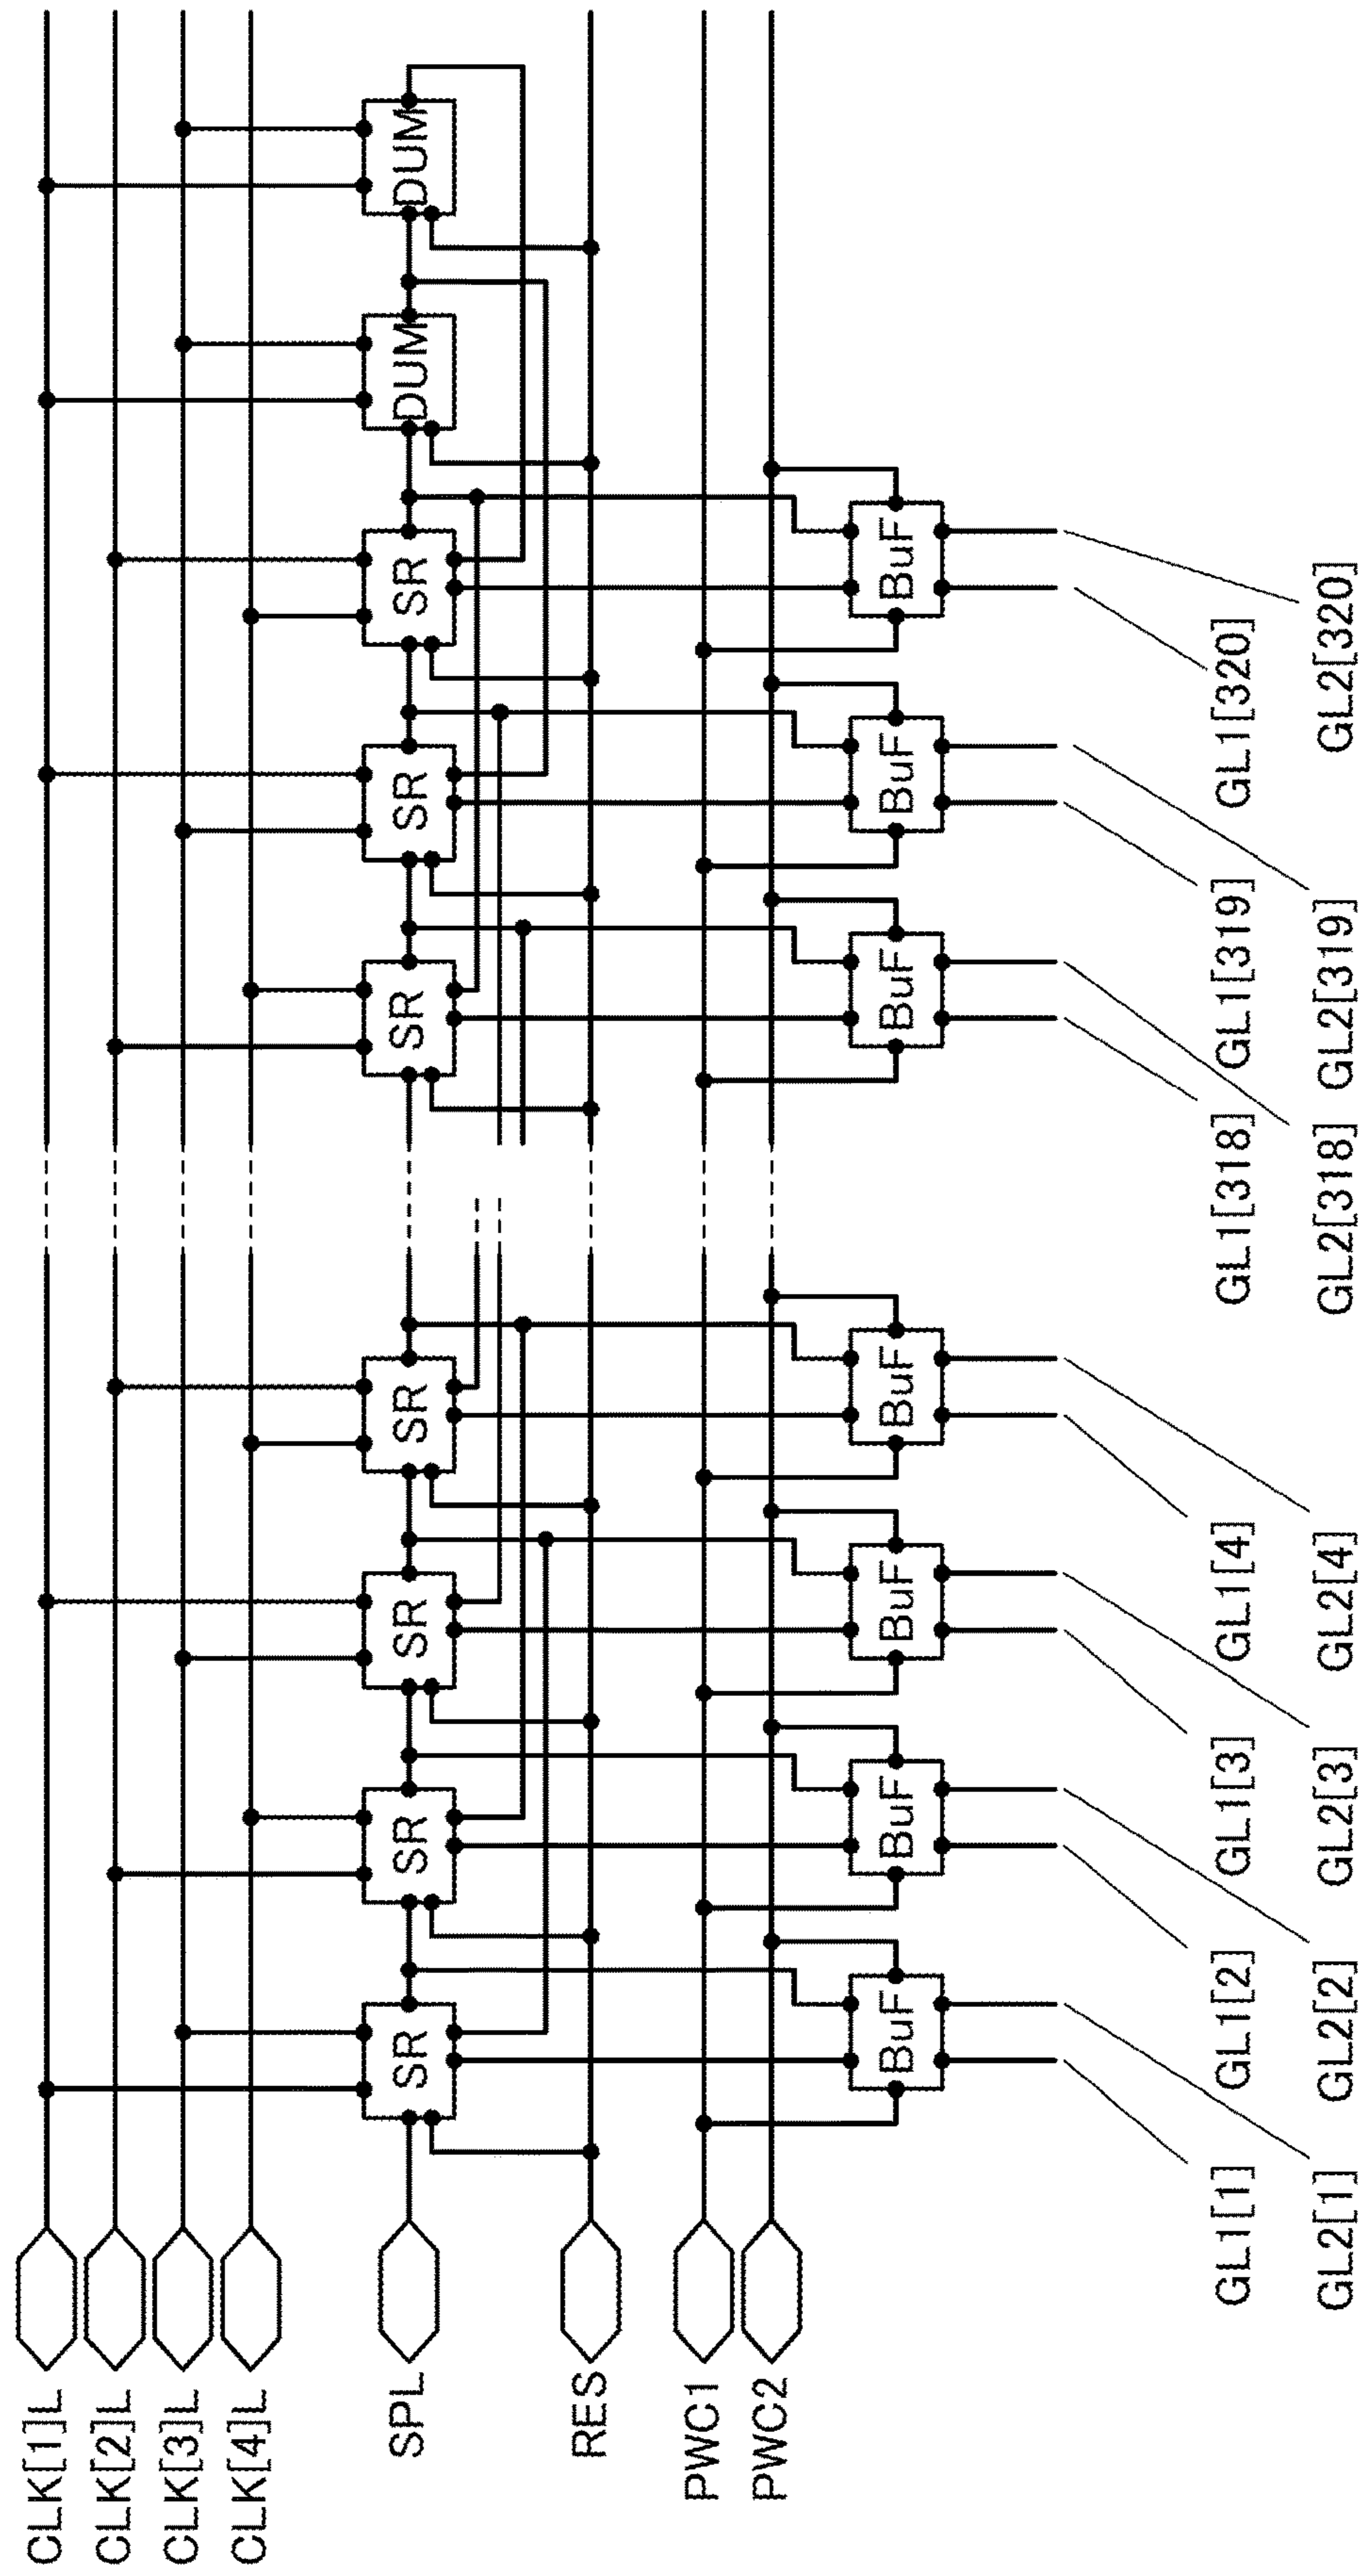 CLK[1]L
CLK[2]L
CLK[3]L
CLK[4]L
SPL
RES
PWC1
PWC2
SR
SR
SR
SR
SR
SR
SR
DUM
DUM
BuF
BuF
BuF
BuF
BuF
BuF
BuF
GL1[1]
GL2[1]
GL1[2]
GL2[2]
GL1[3]
GL2[3]
GL1[4]
GL2[4]
GL1[318]
GL2[318]
GL1[319]
GL2[319]
GL1[320]
GL2[320]